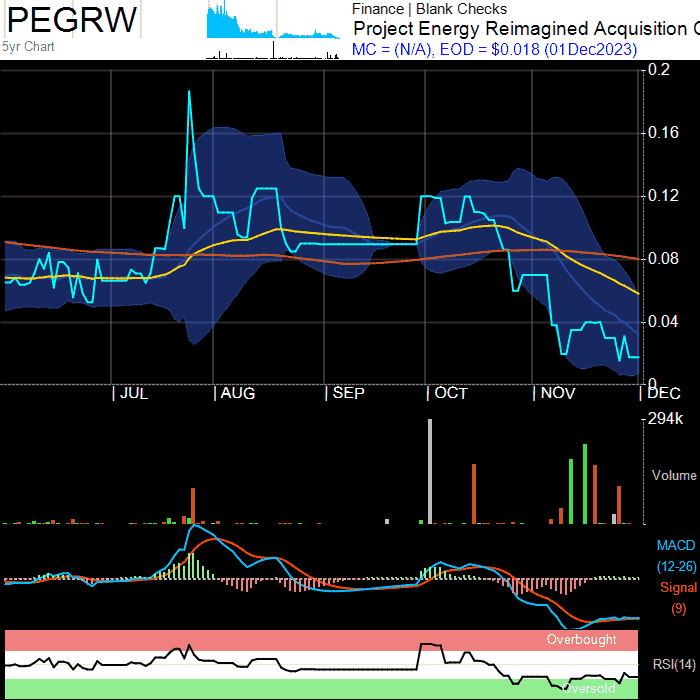 PEGRW
5yr Chart
Finance | Blank Checks
Project Energy Reimagined Acquisition C
MC = (N/A), EOD = $0.018 (01Dec2023)
0.2
0.16
0.12
0.08
0.04
0
JUL
AUG
SEP
OCT
NOV
DEC
294k
Volume
MACD
(12-26)
Signal
(9)
Overbought
RSI(14)
Oversold